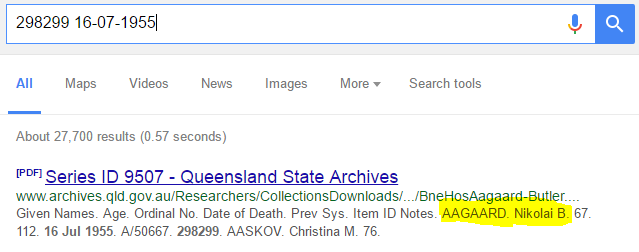 298299 16-07-1955
All Maps Videos News Images More Search tools
About 27,700 results (0.57 seconds)
[PDF] Series ID 9507 - Queensland State Archives
www.archives.qld.gov.au/Researchers/CollectionsDownloads/.../BneHosAagaard-Butler....
Given Names. Age. Ordinal No. Date of Death. Prev Sys. Item ID Notes. AAGAARD. Nikolai B. 67.
112. 16 Jul 1955. A/50667. 298299. AASKOV. Christina M. 76.